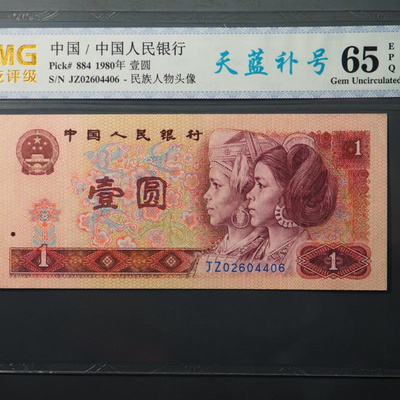 MG
评级
中国 / 中国人民银行
Pick# 884 1980年 壹圆
S/N JZ02604406 - 民族人物头像
天蓝补号
65
EPQ
Gem Uncirculated
中国人民银行
1
壹圆
1
JZ02604406
1